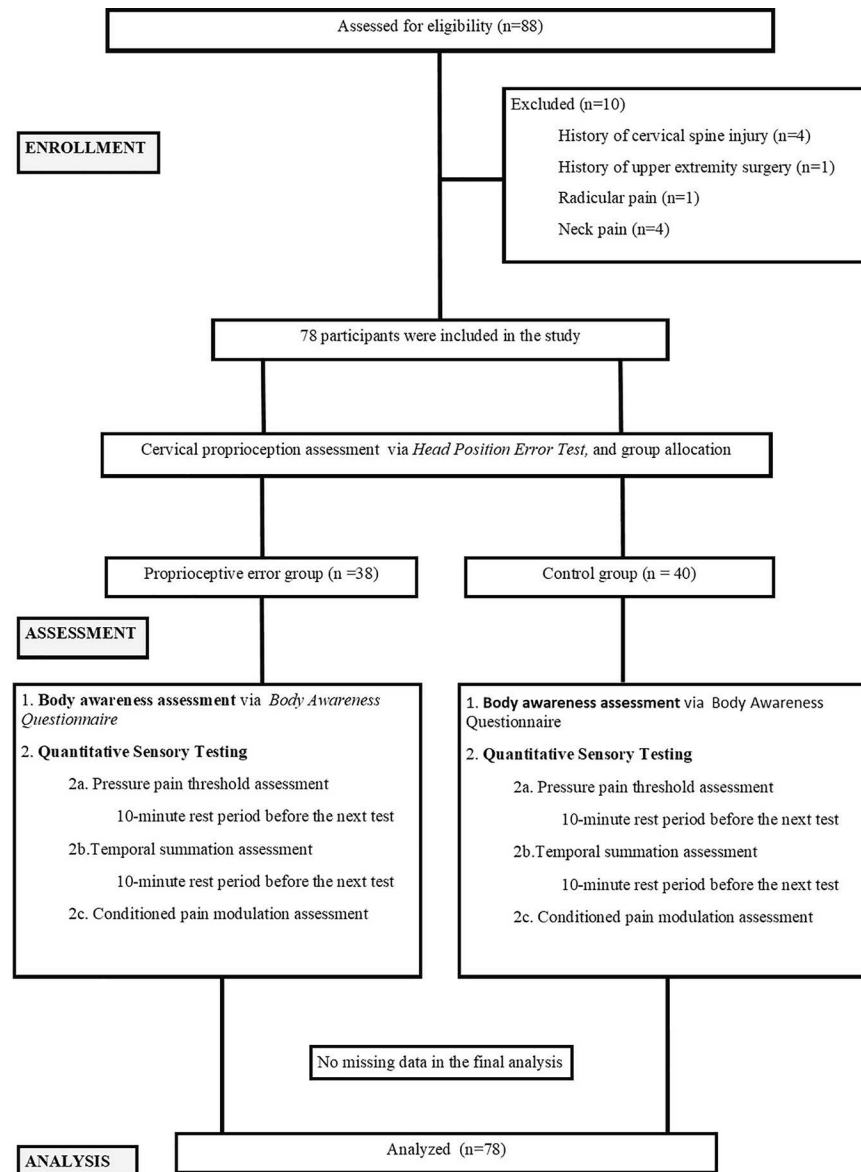 Assessed for eligibility (n=88)
ENROLLMENT
Excluded (n=10)
History of cervical spine injury (n=4)
History of upper extremity surgery (n=1)
Radicular pain (n=1)
Neck pain (n=4)
78 participants were included in the study
Cervical proprioception assessment via Head Position Error Test, and group allocation
Proprioceptive error group (n =38)
Control group (n = 40)
ASSESSMENT
1. Body awareness assessment via Body Awareness
Questionnaire
2. Quantitative Sensory Testing
2a. Pressure pain threshold assessment
10-minute rest period before the next test
2b.Temporal summation assessment
10-minute rest period before the next test
2c. Conditioned pain modulation assessment
1. Body awareness assessment via Body Awareness
Questionnaire
2. Quantitative Sensory Testing
2a. Pressure pain threshold assessment
10-minute rest period before the next test
2b.Temporal summation assessment
10-minute rest period before the next test
2c. Conditioned pain modulation assessment
No missing data in the final analysis
Analyzed (n=78)
ANALYSIS